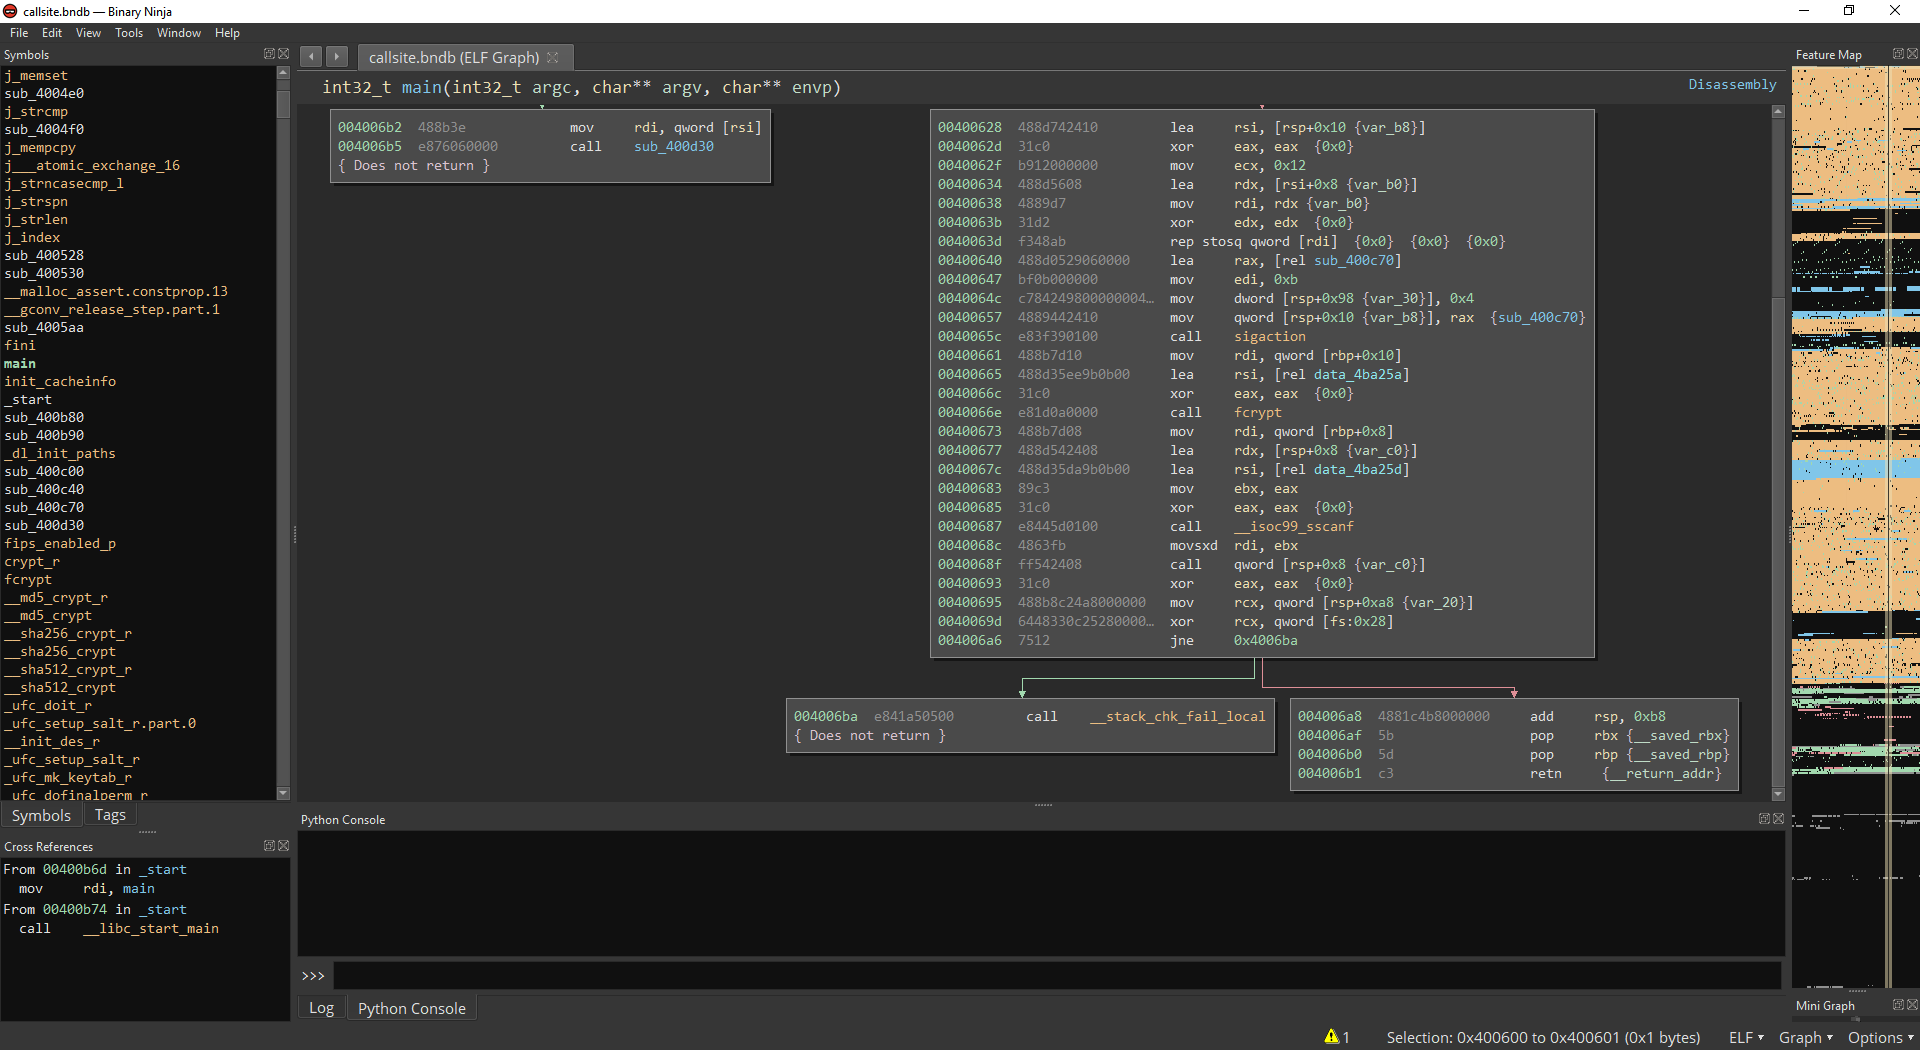 callsite.bndb — Binary Ninja
File Edit View Tools Window Help
Symbols
j_memset
sub_4004e0
j_strcmp
sub_4004f0
j_mempcpy
j___atomic_exchange_16
j_strncasecmp_l
j_strspn
j_strlen
j_index
sub_400528
sub_400530
__malloc_assert.constprop.13
__gconv_release_step.part.1
sub_4005aa
fini
main
init_cacheinfo
_start
sub_400b80
sub_400b90
_dl_init_paths
sub_400c00
sub_400c40
sub_400c70
sub_400d30
fips_enabled_p
crypt_r
fcrypt
__md5_crypt_r
__md5_crypt
__sha256_crypt_r
__sha256_crypt
__sha512_crypt_r
__sha512_crypt
_ufc_doit_r
_ufc_setup_salt_r.part.0
__init_des_r
_ufc_setup_salt_r
_ufc_mk_keytab_r
_ufc_dofinalperm_r
Symbols Tags
Cross References
From 00400b6d in _start
mov rdi, main
From 00400b74 in _start
call __libc_start_main
callsite.bndb (ELF Graph)
int32_t main(int32_t argc, char** argv, char** envp)
Disassembly
004006b2 488b3e mov rdi, qword [rsi]
004006b5 e876060000 call sub_400d30
{ Does not return }
00400628 488d742410 lea rsi, [rsp+0x10 {var_b8}]
0040062d 31c0 xor eax, eax {0x0}
0040062f b912000000 mov ecx, 0x12
00400634 488d5608 lea rdx, [rsi+0x8 {var_b0}]
00400638 4889d7 mov rdi, rdx {var_b0}
0040063b 31d2 xor edx, edx {0x0}
0040063d f348ab rep stosq qword [rdi] {0x0} {0x0} {0x0}
00400640 488d0529060000 lea rax, [rel sub_400c70]
00400647 bf0b000000 mov edi, 0xb
0040064c c784249800000004… mov dword [rsp+0x98 {var_30}], 0x4
00400657 4889442410 mov qword [rsp+0x10 {var_b8}], rax {sub_400c70}
0040065c e83f390100 call sigaction
00400661 488b7d10 mov rdi, qword [rbp+0x10]
00400665 488d35ee9b0b00 lea rsi, [rel data_4ba25a]
0040066c 31c0 xor eax, eax {0x0}
0040066e e81d0a0000 call fcrypt
00400673 488b7d08 mov rdi, qword [rbp+0x8]
00400677 488d542408 lea rdx, [rsp+0x8 {var_c0}]
0040067c 488d35da9b0b00 lea rsi, [rel data_4ba25d]
00400683 89c3 mov ebx, eax
00400685 31c0 xor eax, eax {0x0}
00400687 e8445d0100 call __isoc99_sscanf
0040068c 4863fb movsxd rdi, ebx
0040068f ff542408 call qword [rsp+0x8 {var_c0}]
00400693 31c0 xor eax, eax {0x0}
00400695 488b8c24a8000000 mov rcx, qword [rsp+0xa8 {var_20}]
0040069d 6448330c25280000… xor rcx, qword [fs:0x28]
004006a6 7512 jne 0x4006ba
004006ba e841a50500 call __stack_chk_fail_local
{ Does not return }
004006a8 4881c4b8000000 add rsp, 0xb8
004006af 5b pop rbx {__saved_rbx}
004006b0 5d pop rbp {__saved_rbp}
004006b1 c3 retn {__return_addr}
Python Console
>>>
Log Python Console
Feature Map
Mini Graph
1 Selection: 0x400600 to 0x400601 (0x1 bytes) ELF Graph Options